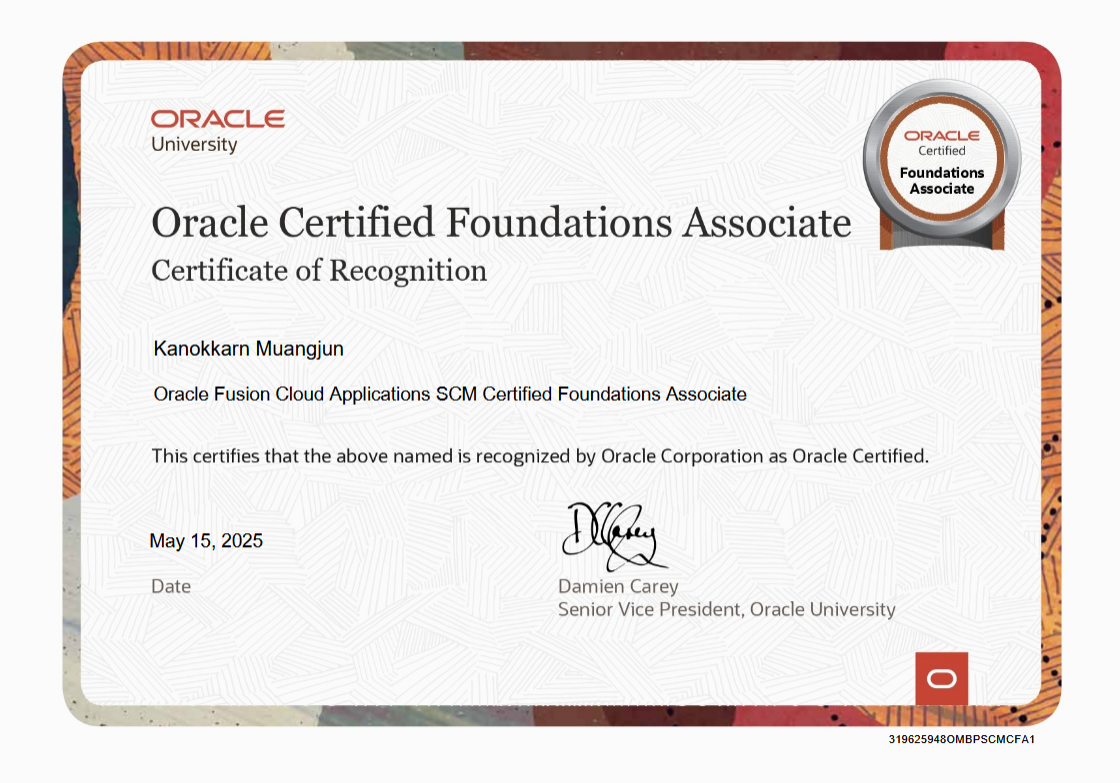 ORACLE
University
ORACLE
Certified
Foundations
Associate
Oracle Certified Foundations Associate
Certificate of Recognition
Kanokkarn Muangjun
Oracle Fusion Cloud Applications SCM Certified Foundations Associate
This certifies that the above named is recognized by Oracle Corporation as Oracle Certified.
May 15, 2025
Date
DCarey
Damien Carey
Senior Vice President, Oracle University
319625948OMBPSCMCFA1